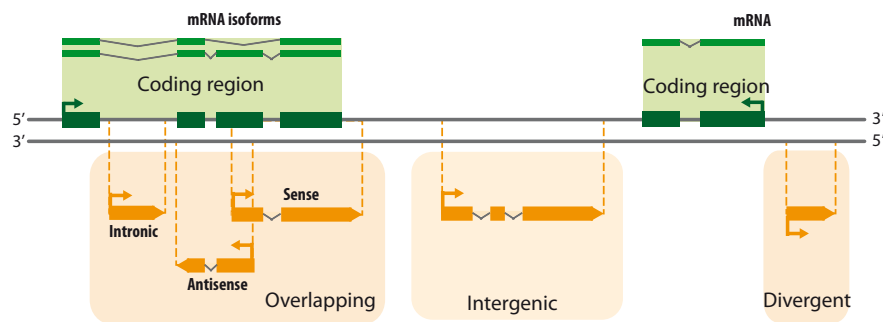 mRNA isoforms
mRNA
Coding region
Coding region
5′
3′
3′
5′
Sense
Intronic
Antisense
Overlapping
Intergenic
Divergent